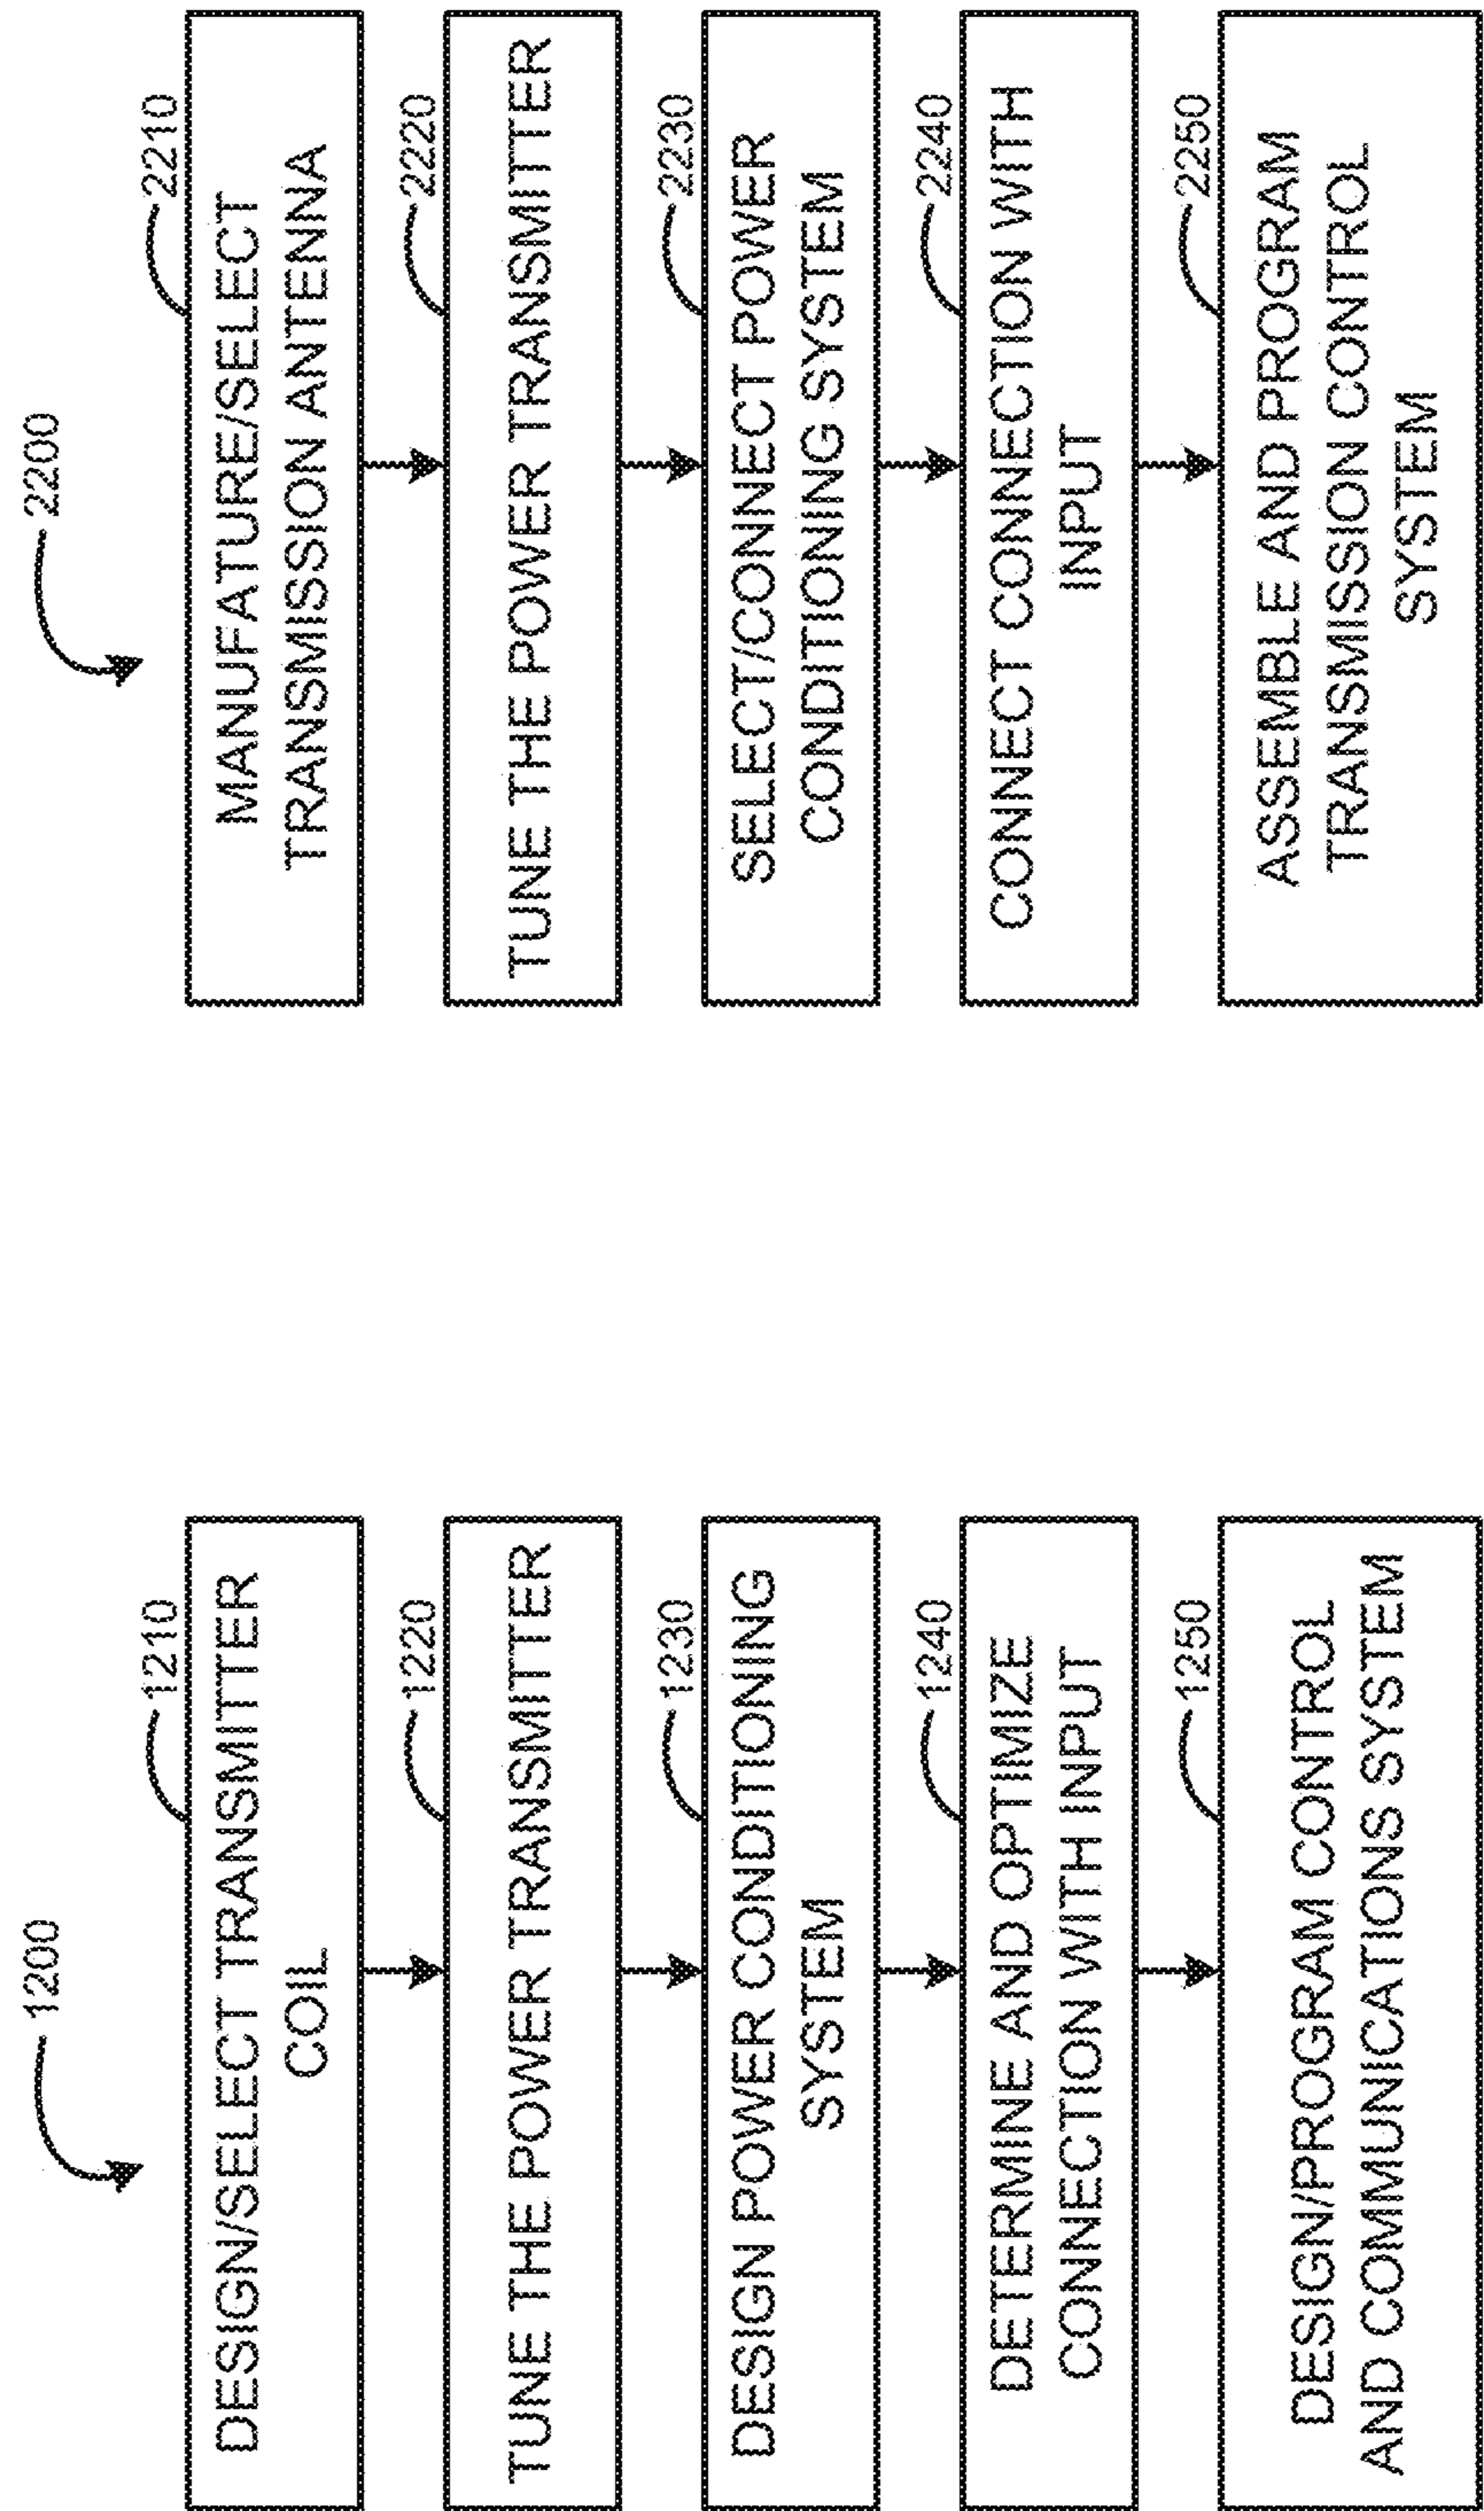 1200
1210
DESIGN/SELECT TRANSMITTER
COIL
1220
TUNE THE POWER TRANSMITTER
1230
DESIGN POWER CONDITIONING
SYSTEM
1240
DETERMINE AND OPTIMIZE
CONNECTION WITH INPUT
1250
DESIGN/PROGRAM CONTROL
AND COMMUNICATIONS SYSTEM
2200
2210
MANUFATURE/SELECT
TRANSMISSION ANTENNA
2220
TUNE THE POWER TRANSMITTER
2230
SELECT/CONNECT POWER
CONDITIONING SYSTEM
2240
CONNECT CONNECTION WITH
INPUT
2250
ASSEMBLE AND PROGRAM
TRANSMISSION CONTROL
SYSTEM